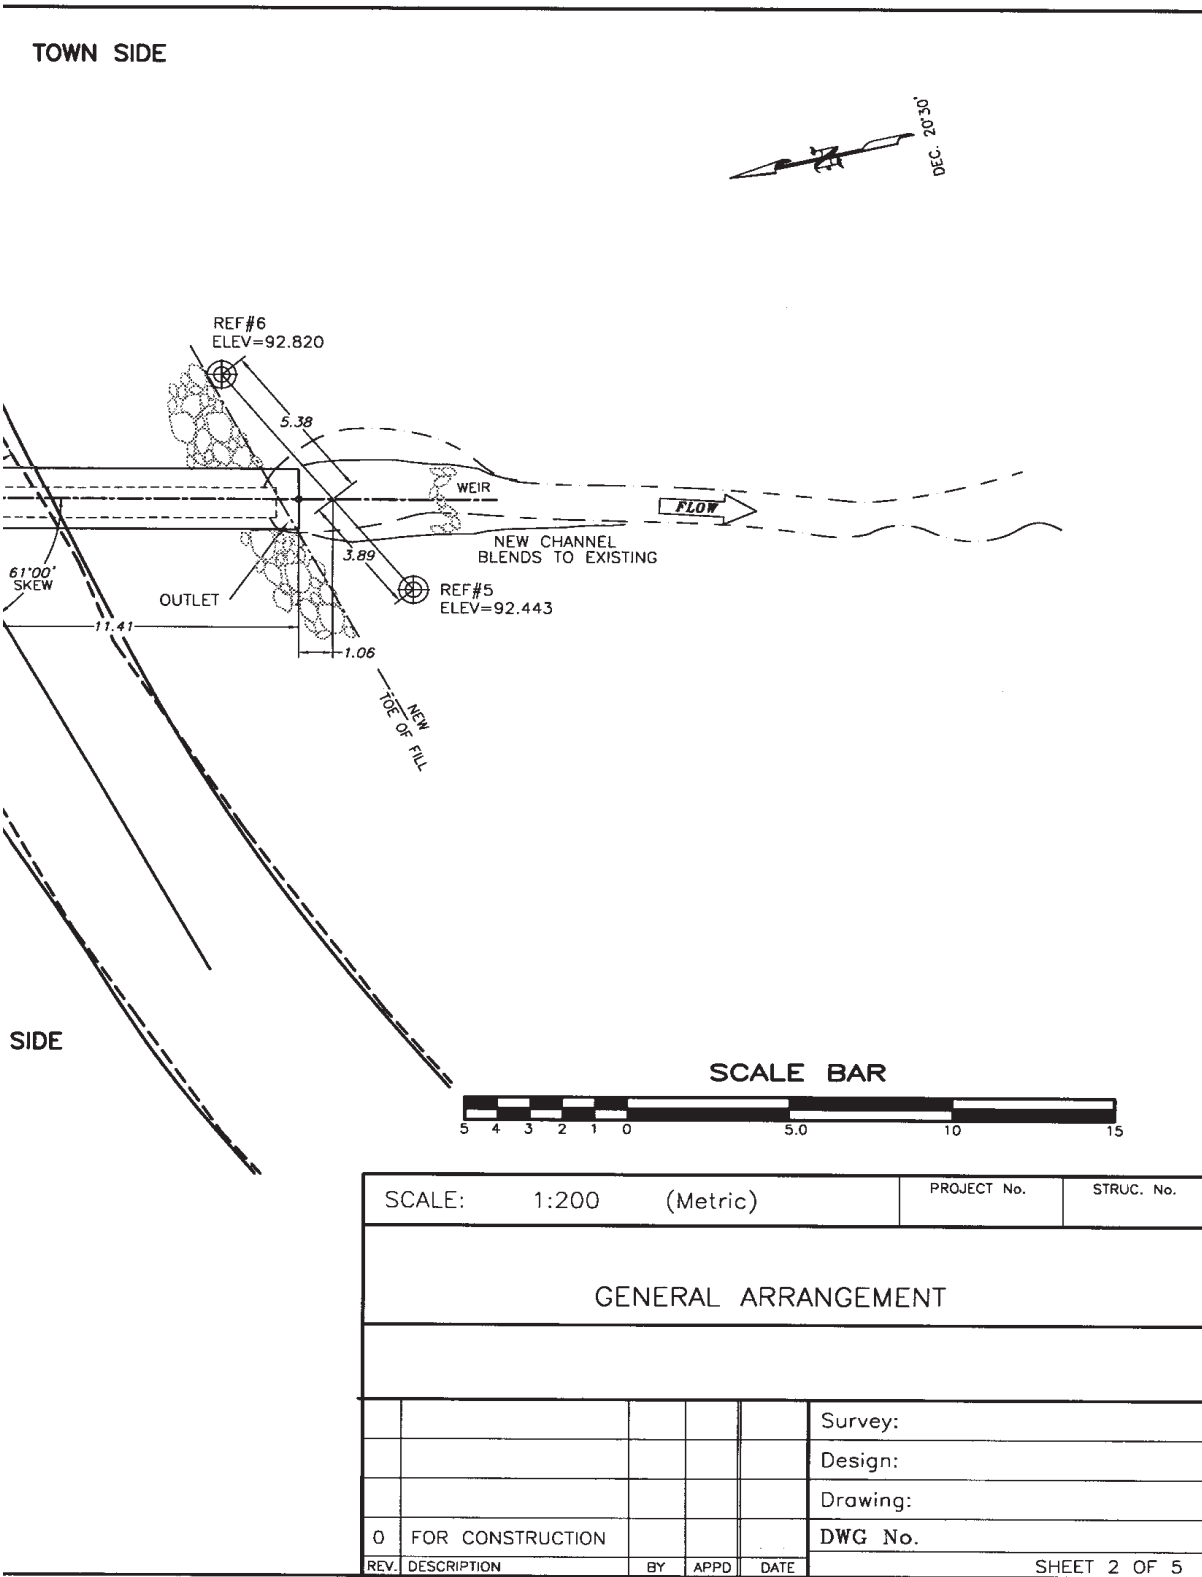 TOWN SIDE
DEC. 20°30'
N
REF#6
ELEV=92.820
5.38
WEIR
FLOW
NEW CHANNEL
BLENDS TO EXISTING
3.89
61°00'
SKEW
OUTLET
REF#5
ELEV=92.443
11.41
1.06
NEW
TOE OF FILL
SIDE
SCALE BAR
5 4 3 2 1 0 5.0 10 15
SCALE: 1:200 (Metric)
PROJECT No.
STRUC. No.
GENERAL ARRANGEMENT
Survey:
Design:
Drawing:
0 FOR CONSTRUCTION
DWG No.
REV. DESCRIPTION BY APPD DATE
SHEET 2 OF 5